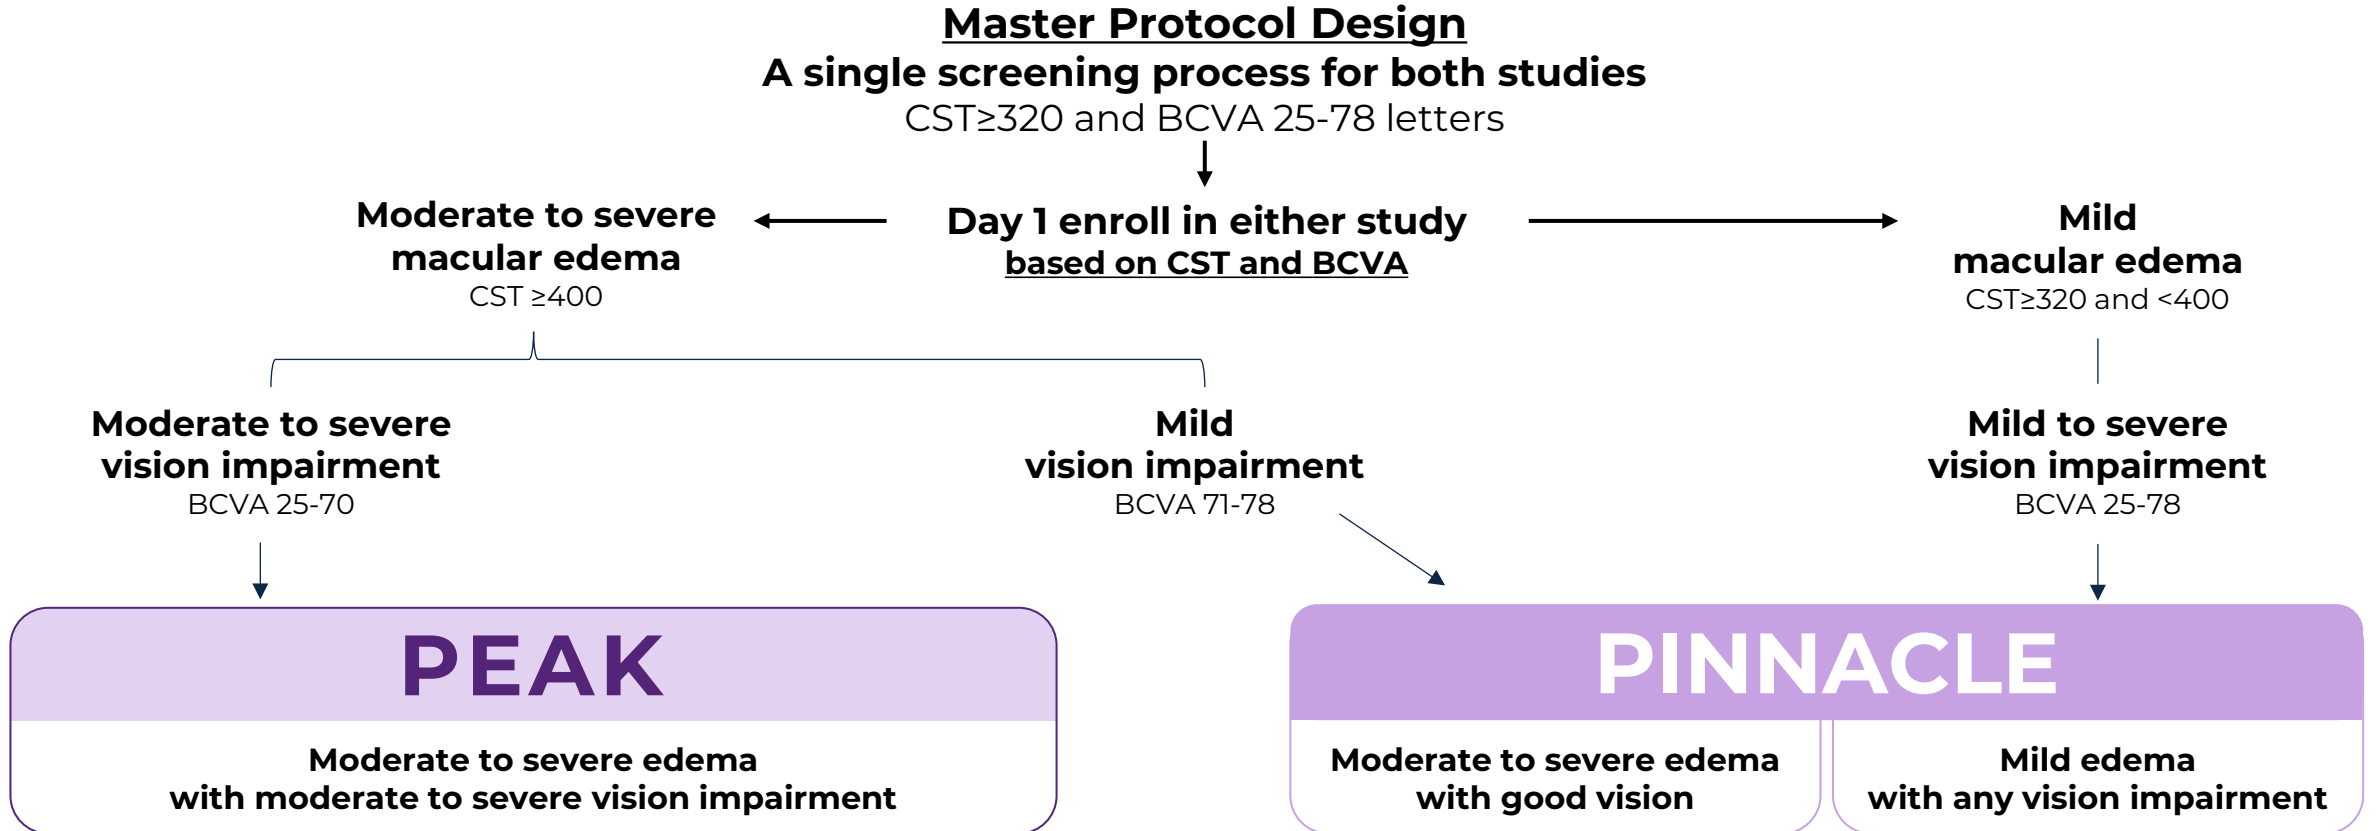 Master Protocol Design
A single screening process for both studies
CST≥320 and BCVA 25-78 letters
Day 1 enroll in either study
based on CST and BCVA
Moderate to severe
macular edema
CST ≥400
Mild
macular edema
CST≥320 and <400
Moderate to severe
vision impairment
BCVA 25-70
Mild
vision impairment
BCVA 71-78
Mild to severe
vision impairment
BCVA 25-78
PEAK
Moderate to severe edema
with moderate to severe vision impairment
PINNACLE
Moderate to severe edema
with good vision
Mild edema
with any vision impairment